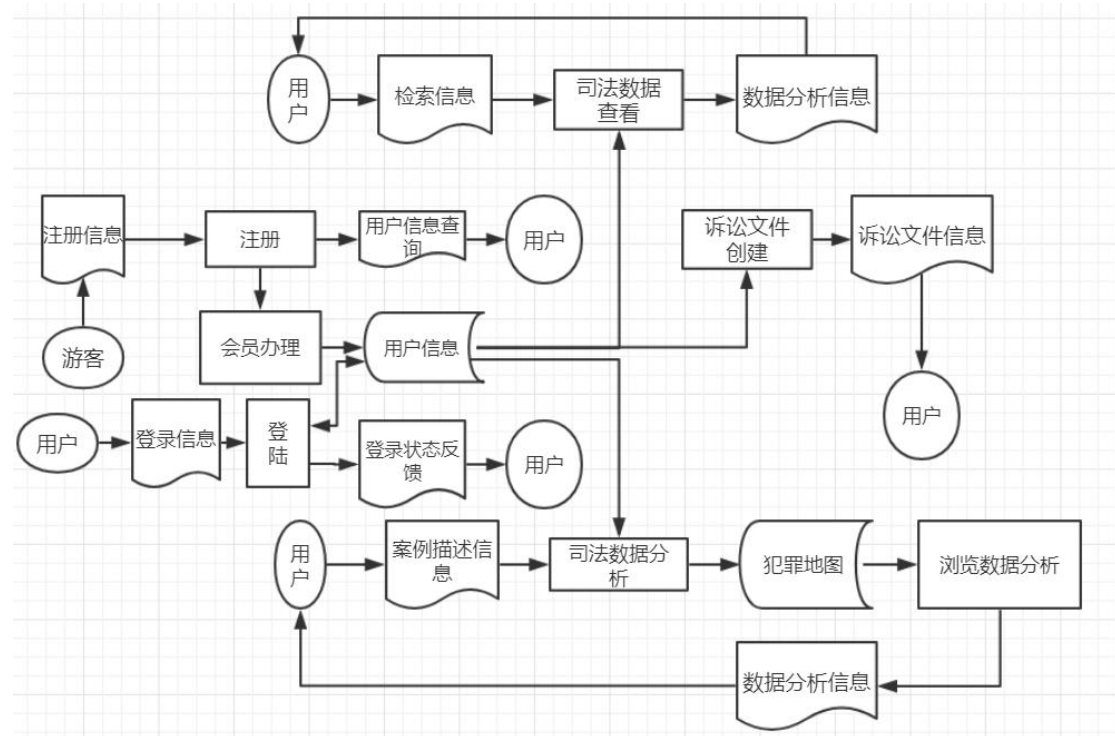 用
户
检索信息
司法数据
查看
数据分析信息
注册信息
注册
用户信息查
询
用户
诉讼文件
创建
诉讼文件信息
游客
会员办理
用户信息
用户
用户
登录信息
登
陆
登录状态反
馈
用户
用
户
案例描述信
息
司法数据分
析
犯罪地图
浏览数据分析
数据分析信息